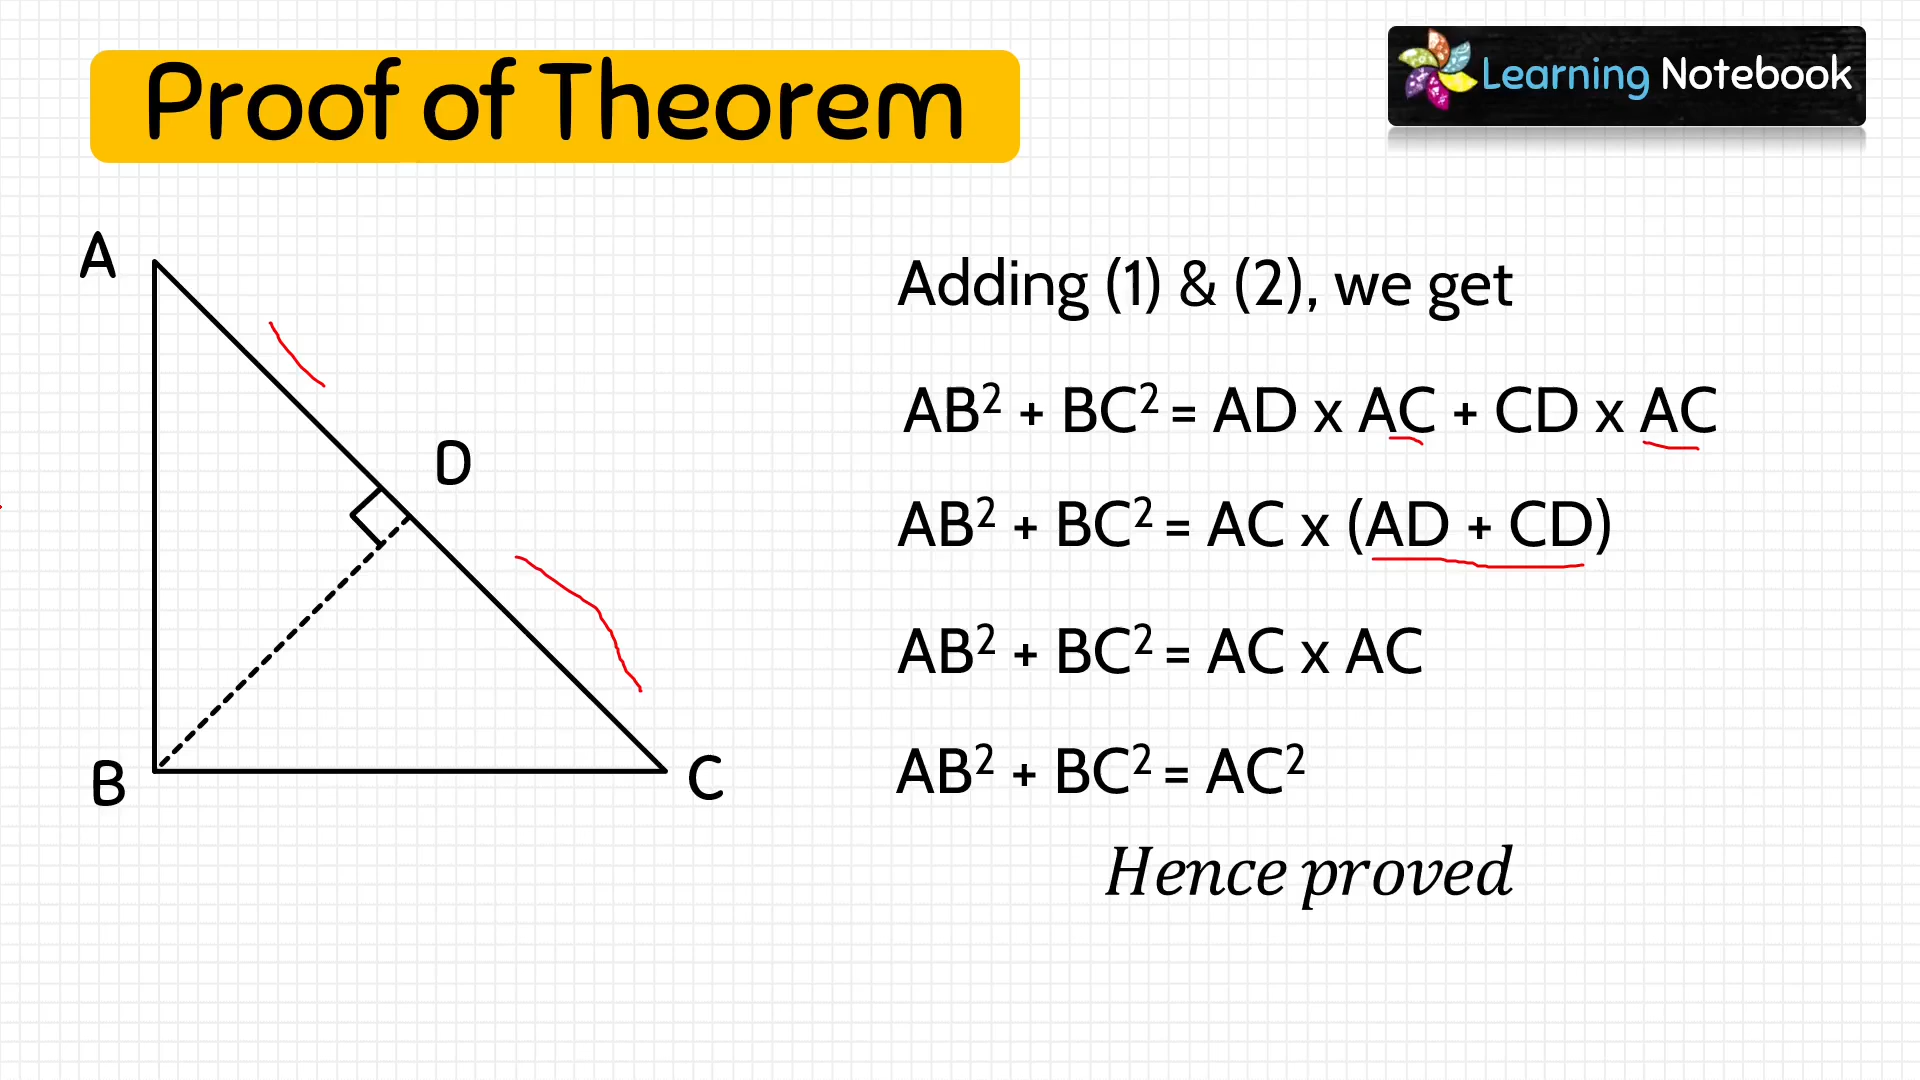 Proof of Theorem
Learning Notebook
A
D
B
C
Adding (1) & (2), we get
AB² + BC² = AD x AC + CD x AC
AB² + BC² = AC x (AD + CD)
AB² + BC² = AC x AC
AB² + BC² = AC²
Hence proved